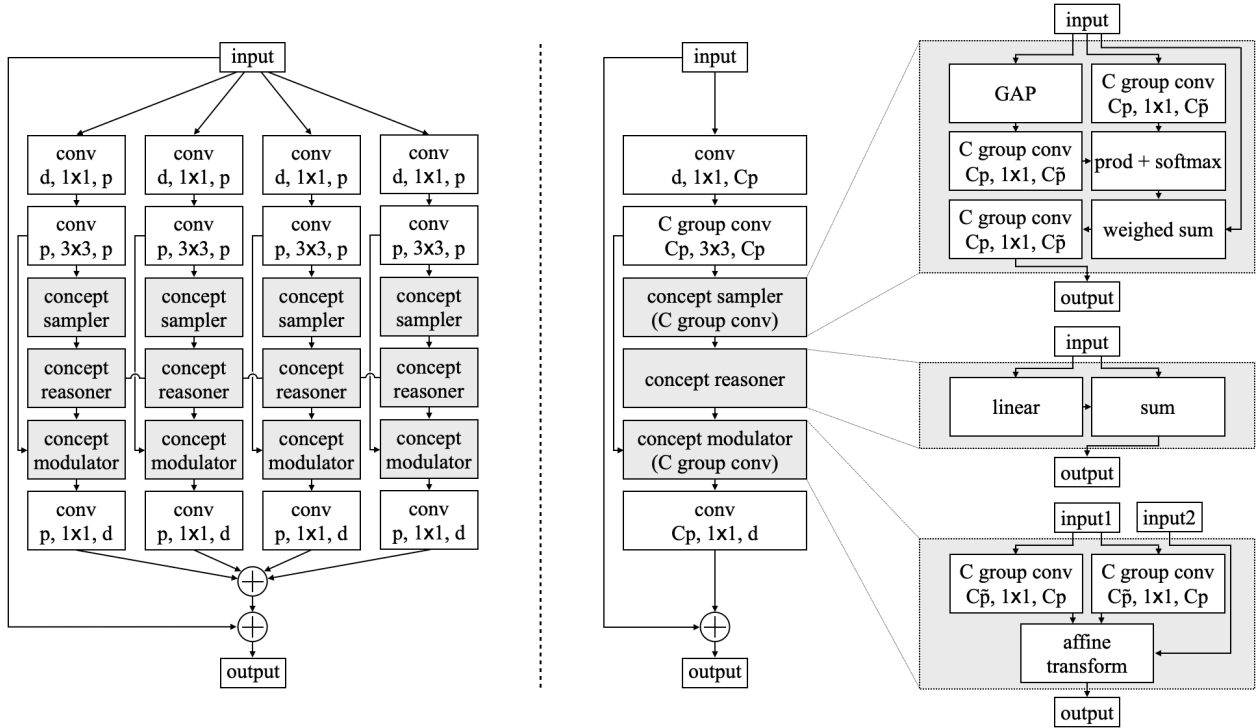 input
conv
d, 1x1, p
conv
d, 1x1, p
conv
d, 1x1, p
conv
d, 1x1, p
conv
p, 3x3, p
conv
p, 3x3, p
conv
p, 3x3, p
conv
p, 3x3, p
concept
sampler
concept
sampler
concept
sampler
concept
sampler
concept
reasoner
concept
reasoner
concept
reasoner
concept
reasoner
concept
modulator
concept
modulator
concept
modulator
concept
modulator
conv
p, 1x1, d
conv
p, 1x1, d
conv
p, 1x1, d
conv
p, 1x1, d
output
input
conv
d, 1x1, Cp
C group conv
Cp, 3x3, Cp
concept sampler
(C group conv)
concept reasoner
concept modulator
(C group conv)
conv
Cp, 1x1, d
output
input
GAP
C group conv
Cp, 1x1, Cp̃
C group conv
Cp, 1x1, Cp̃
prod + softmax
C group conv
Cp, 1x1, Cp̃
weighed sum
output
input
linear
sum
output
input1
input2
C group conv
Cp̃, 1x1, Cp
C group conv
Cp̃, 1x1, Cp
affine
transform
output